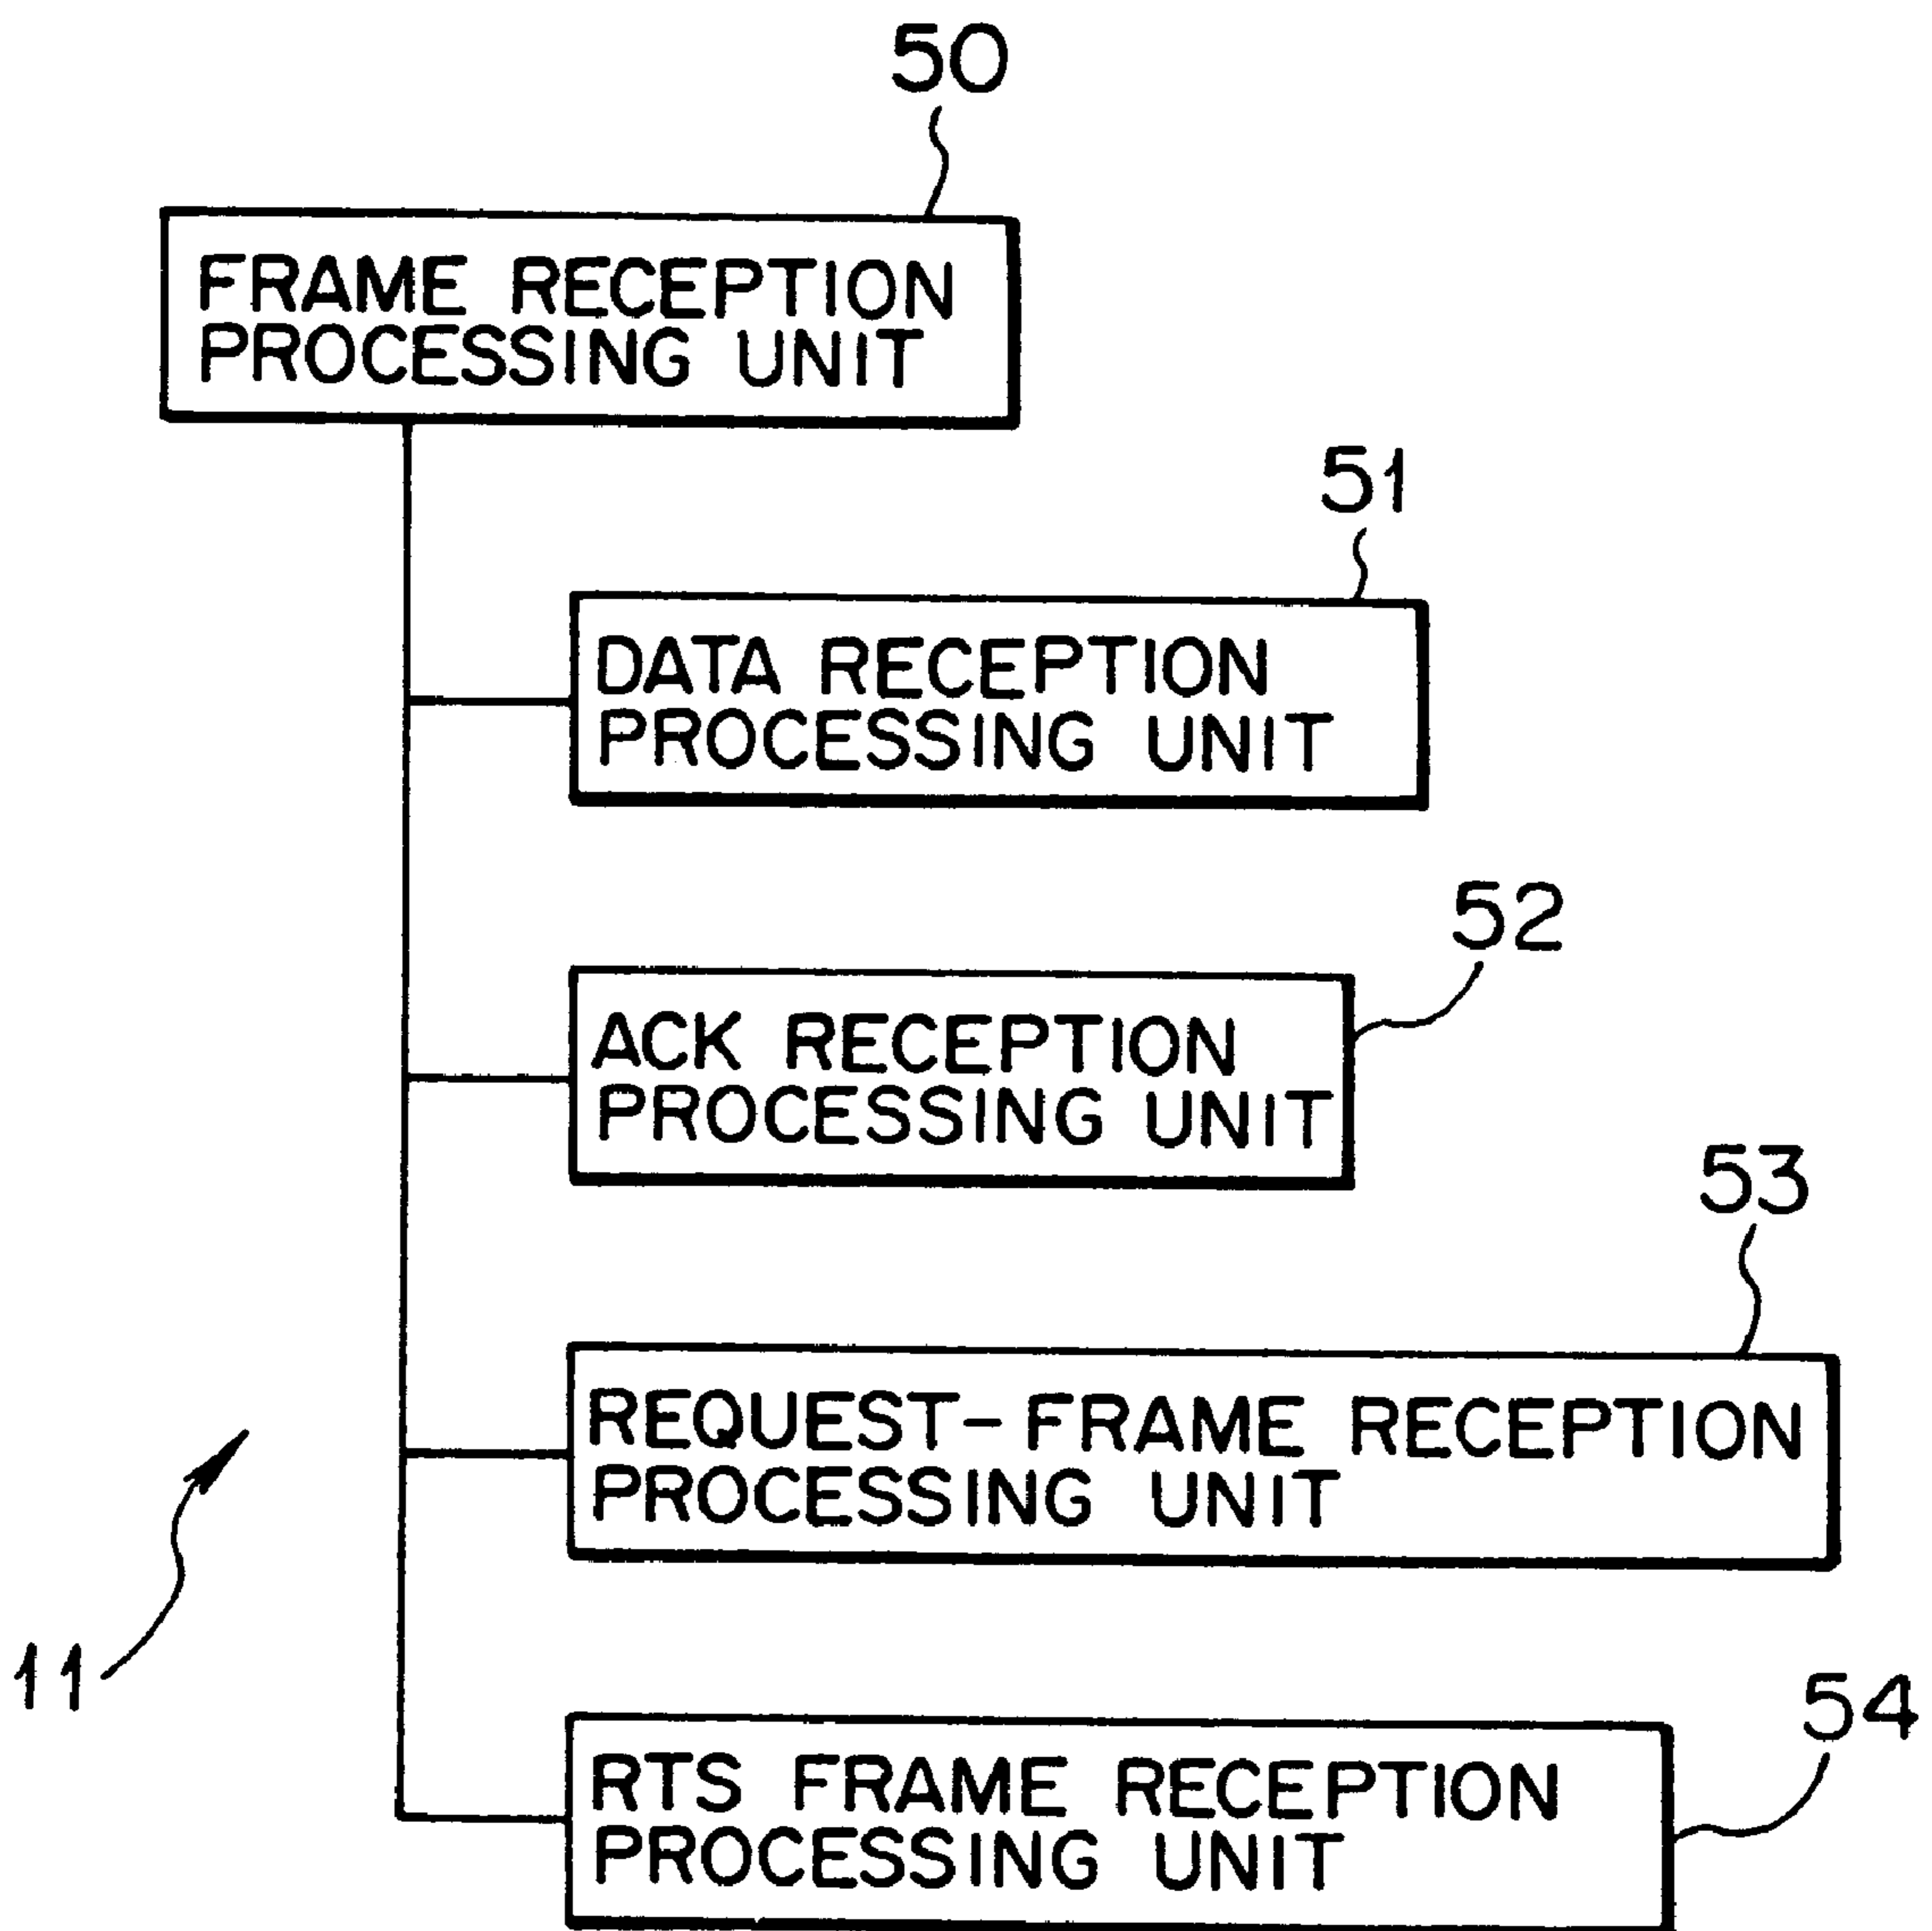 50
FRAME RECEPTION
PROCESSING UNIT
51
DATA RECEPTION
PROCESSING UNIT
52
ACK RECEPTION
PROCESSING UNIT
53
REQUEST-FRAME RECEPTION
PROCESSING UNIT
11
54
RTS FRAME RECEPTION
PROCESSING UNIT